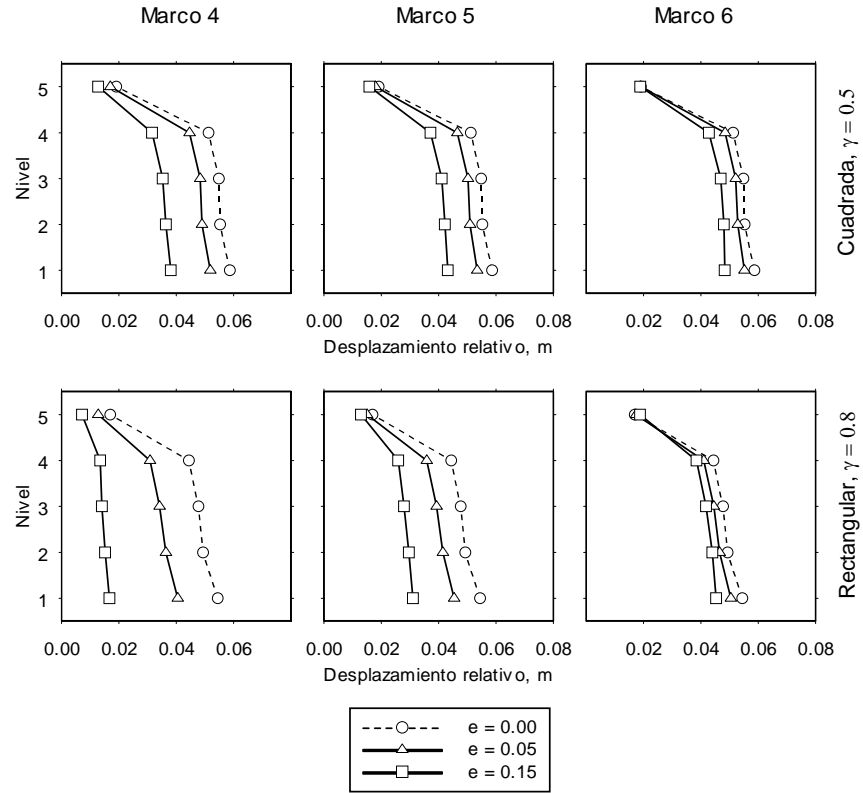 Marco 4 Marco 5 Marco 6
5
4
3
2
1
Nivel
0.00 0.02 0.04 0.06 0.00 0.02 0.04 0.06 0.02 0.04 0.06 0.08
Desplazamiento relativo, m
Cuadrada, γ = 0.5
5
4
3
2
1
Nivel
0.00 0.02 0.04 0.06 0.00 0.02 0.04 0.06 0.08 0.02 0.04 0.06 0.08
Desplazamiento relativo, m
Rectangular, γ = 0.8
e = 0.00
e = 0.05
e = 0.15